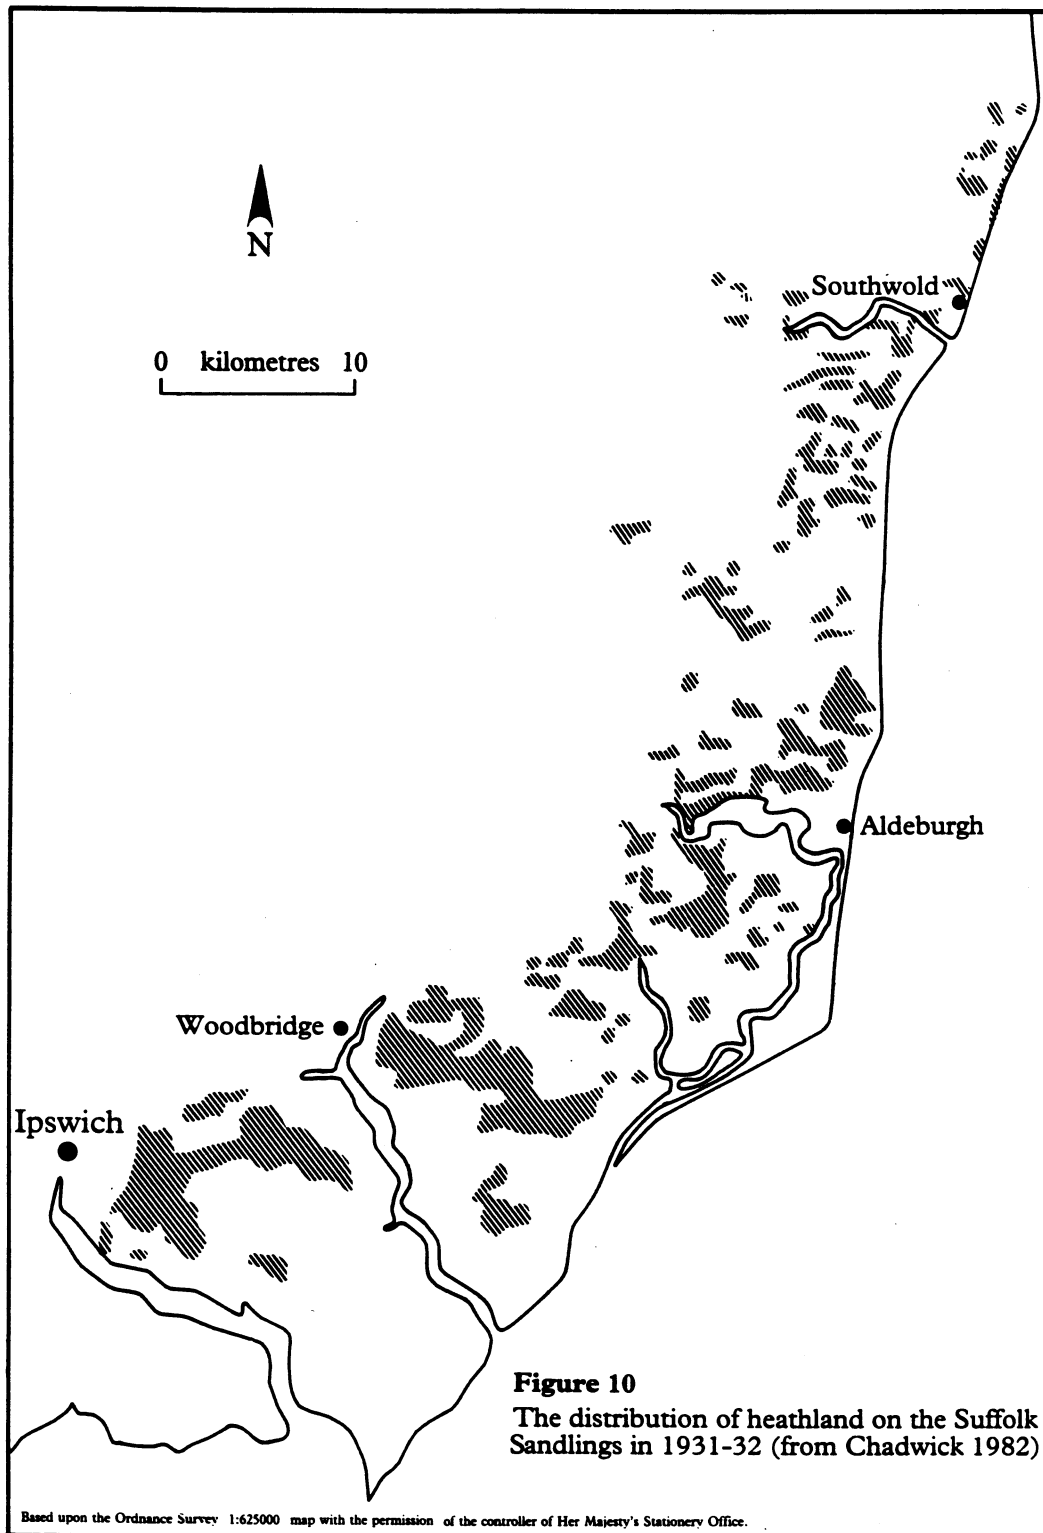 N
0 kilometres 10
Southwold
Aldeburgh
Woodbridge
Ipswich
Figure 10
The distribution of heathland on the Suffolk
Sandlings in 1931-32 (from Chadwick 1982)
Based upon the Ordnance Survey 1:625000 map with the permission of the controller of Her Majesty's Stationery Office.